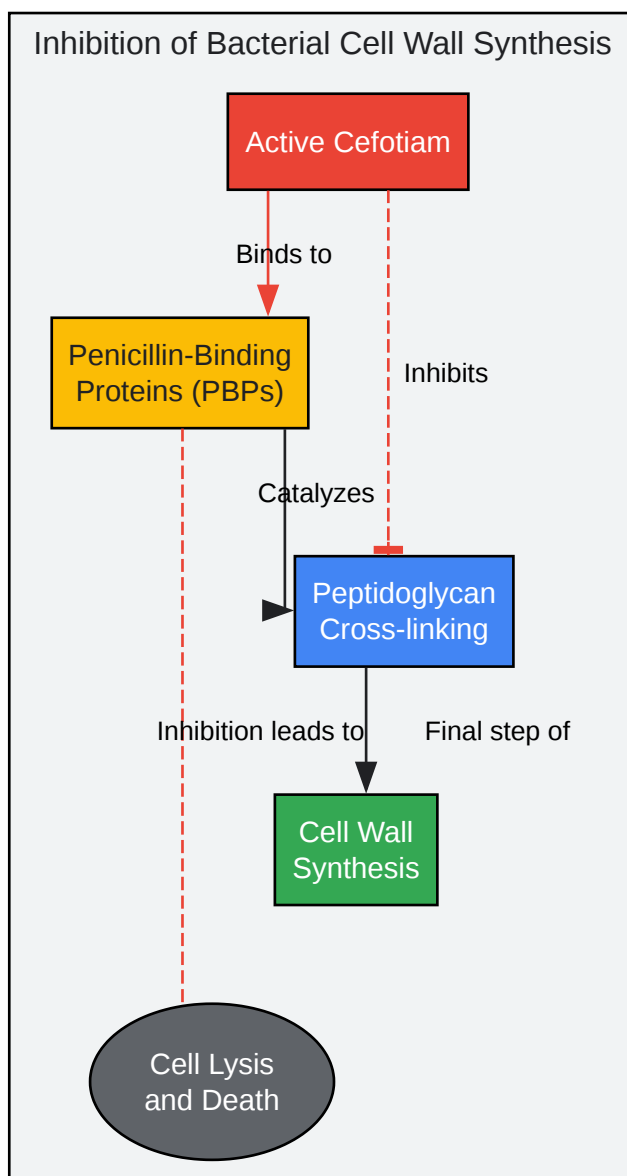 Inhibition of Bacterial Cell Wall Synthesis
Active Cefotiam
Binds to
Penicillin-Binding
Proteins (PBPs)
Inhibits
Catalyzes
Peptidoglycan
Cross-linking
Inhibition leads to
Final step of
Cell Wall
Synthesis
Cell Lysis
and Death